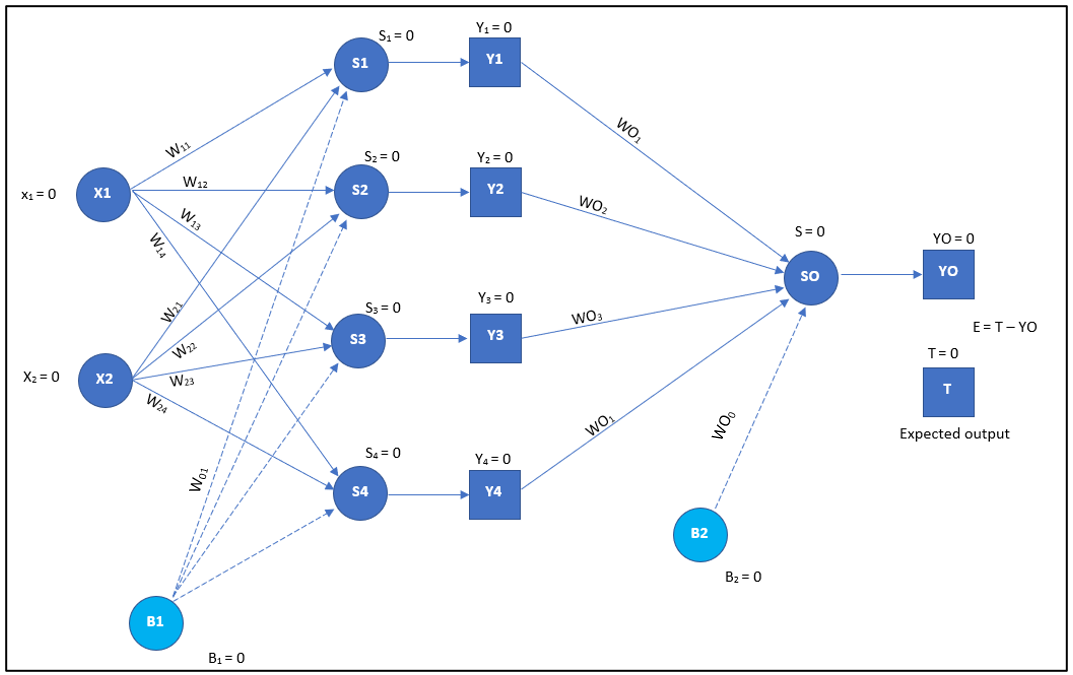 Y₁ = 0
S₁ = 0
S1
Y1
WO₁
W₁₁
S₂ = 0
Y₂ = 0
x₁ = 0
X1
W₁₂
S2
Y2
WO₂
W₁₃
W₁₄
S = 0
YO = 0
SO
YO
S₃ = 0
Y₃ = 0
W₂₁
S3
Y3
WO₃
E = T – YO
W₂₂
T = 0
X₂ = 0
X2
W₂₃
T
W₂₄
WO₁
WO₀
Expected output
S₄ = 0
Y₄ = 0
W₀₁
S4
Y4
B2
B₂ = 0
B1
B₁ = 0